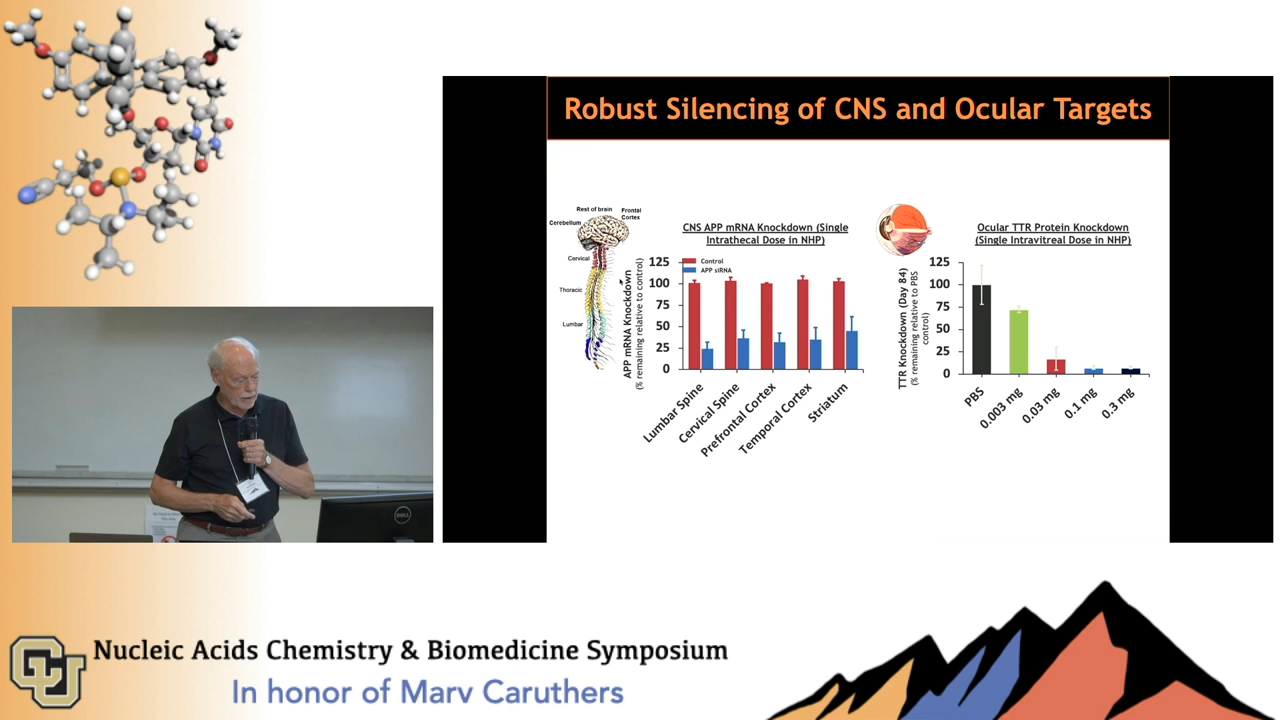 Robust Silencing of CNS and Ocular Targets
Rest of brain
Frontal
Cortex
Cerebellum
Cervical
Thoracic
Lumbar
CNS APP mRNA Knockdown (Single
Intrathecal Dose in NHP)
Control
APP siRNA
APP mRNA Knockdown
(% remaining relative to control)
125
100
75
50
25
0
Lumbar Spine
Cervical Spine
Prefrontal Cortex
Temporal Cortex
Striatum
Ocular TTR Protein Knockdown
(Single Intravitreal Dose in NHP)
TTR Knockdown (Day 84)
(% remaining relative to PBS
control)
125
100
75
50
25
0
PBS
0.003 mg
0.03 mg
0.1 mg
0.3 mg
DELL
CU
Nucleic Acids Chemistry & Biomedicine Symposium
In honor of Marv Caruthers